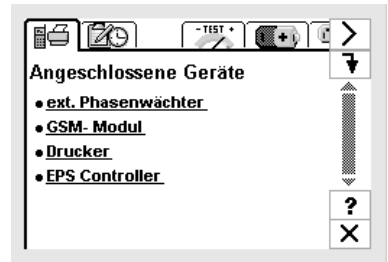 - TEST +
Angeschlossene Geräte
ext. Phasenwächter
GSM- Modul
Drucker
EPS Controller
?